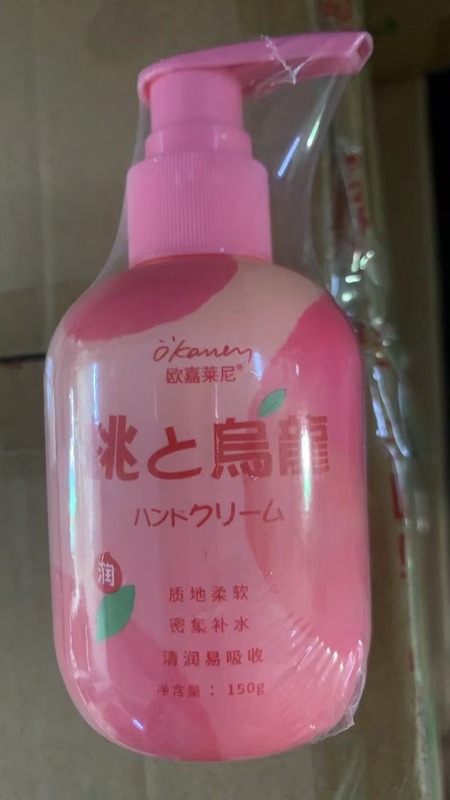 ò'kanny
欧嘉莱尼®
桃と烏龍
ハンドクリーム
润
质地柔软
密集补水
清润易吸收
净含量：150g